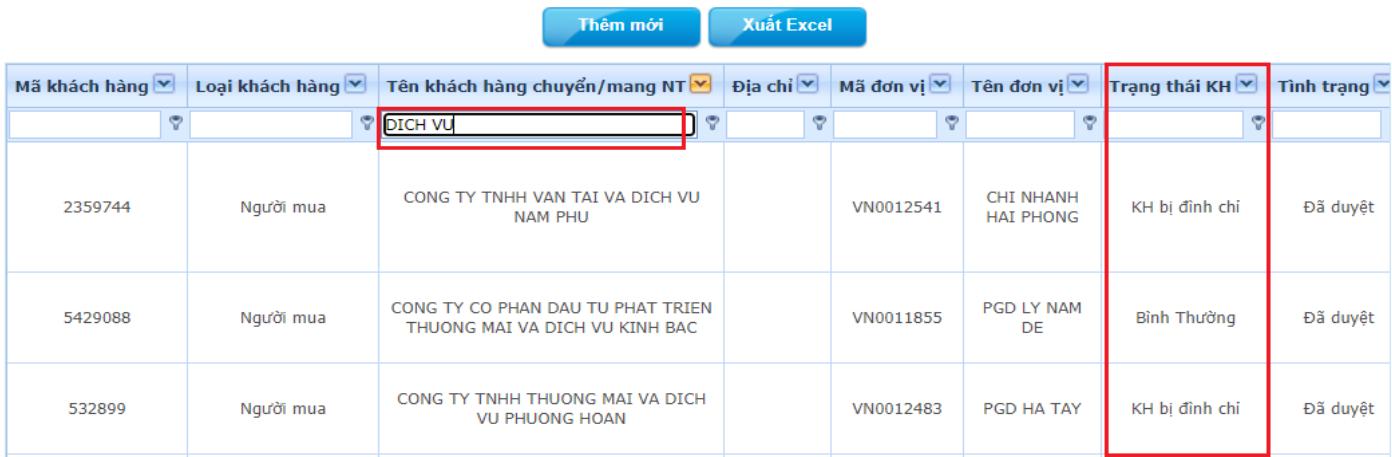 Thêm mới Xuất Excel
Mã khách hàng Loại khách hàng Tên khách hàng chuyển/mang NT Địa chỉ Mã đơn vị Tên đơn vị Trạng thái KH Tình trạng
DICH VU
2359744 Người mua CONG TY TNHH VAN TAI VA DICH VU NAM PHU VN0012541 CHI NHANH HAI PHONG KH bị đình chỉ Đã duyệt
5429088 Người mua CONG TY CO PHAN DAU TU PHAT TRIEN THUONG MAI VA DICH VU KINH BAC VN0011855 PGD LY NAM DE Bình Thường Đã duyệt
532899 Người mua CONG TY TNHH THUONG MAI VA DICH VU PHUONG HOAN VN0012483 PGD HA TAY KH bị đình chỉ Đã duyệt